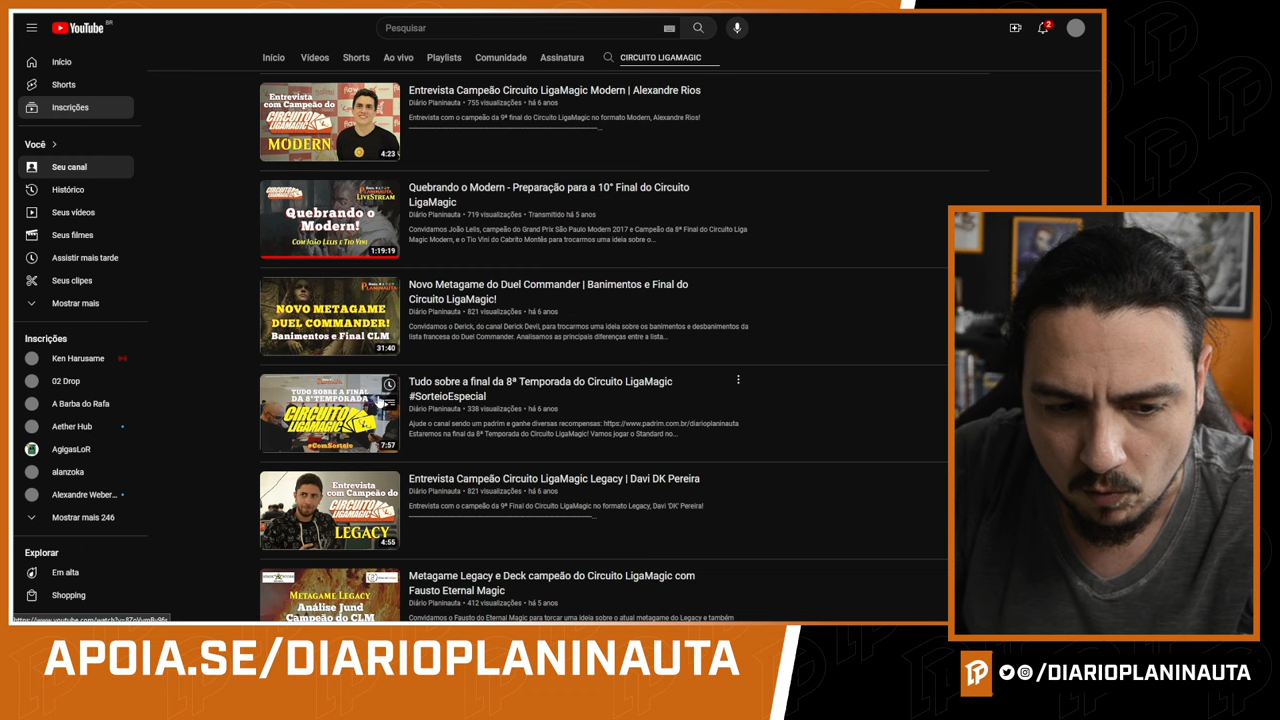 YouTube BR
Pesquisar
2
Início
Shorts
Inscrições
Você
Seu canal
Histórico
Seus vídeos
Seus filmes
Assistir mais tarde
Seus clipes
Mostrar mais
Inscrições
Ken Harusame
02 Drop
A Barba do Rafa
Aether Hub
AgigasLoR
alanzoka
Alexandre Weber...
Mostrar mais 246
Explorar
Em alta
Shopping
Início Vídeos Shorts Ao vivo Playlists Comunidade Assinatura CIRCUITO LIGAMAGIC
Entrevista
com Campeão do
CIRCUITO
LIGAMAGIC
MODERN
4:23
Entrevista Campeão Circuito LigaMagic Modern | Alexandre Rios
Diário Planinauta • 755 visualizações • há 6 anos
Entrevista com o campeão da 9ª final do Circuito LigaMagic no formato Modern, Alexandre Rios!
PLANINAUTA
LIVESTREAM
Quebrando o
Modern!
COM JOÃO LELIS E TIO VINI
1:19:19
Quebrando o Modern - Preparação para a 10° Final do Circuito
LigaMagic
Diário Planinauta • 719 visualizações • Transmitido há 5 anos
Convidamos João Lelis, campeão do Grand Prix São Paulo Modern 2017 e Campeão da 8ª Final do Circuito Liga
Magic Modern, e o Tio Vini do Cabrito Montês para trocarmos uma ideia sobre o...
PLANINAUTA
NOVO METAGAME
DUEL COMMANDER!
Banimentos e Final CLM
31:40
Novo Metagame do Duel Commander | Banimentos e Final do
Circuito LigaMagic!
Diário Planinauta • 821 visualizações • há 6 anos
Convidamos o Derick, do canal Derick Devil, para trocarmos uma ideia sobre os banimentos e desbanimentos da
lista francesa do Duel Commander. Analisamos as principais diferenças entre a lista...
TUDO SOBRE A FINAL
DA 8ª TEMPORADA
CIRCUITO
LIGAMAGIC
#ComSorteio
7:57
Tudo sobre a final da 8ª Temporada do Circuito LigaMagic
#SorteioEspecial
Diário Planinauta • 338 visualizações • há 6 anos
Ajude o canal sendo um padrim e ganhe diversas recompensas: https://www.padrim.com.br/diarioplaninauta
Estaremos na final da 8ª Temporada do Circuito LigaMagic! Vamos jogar o Standard no...
Entrevista
com Campeão do
CIRCUITO
LIGAMAGIC
LEGACY
4:55
Entrevista Campeão Circuito LigaMagic Legacy | Davi DK Pereira
Diário Planinauta • 821 visualizações • há 6 anos
Entrevista com o campeão da 9ª final do Circuito LigaMagic no formato Legacy, Davi 'DK' Pereira!
METAGAME LEGACY
Análise Jund
Campeão do CLM
Metagame Legacy e Deck campeão do Circuito LigaMagic com
Fausto Eternal Magic
Diário Planinauta • 412 visualizações • há 5 anos
Convidamos o Fausto do Eternal Magic para torcar uma ideia sobre o atual metagame do Legacy e também
APOIA.SE/DIARIOPLANINAUTA
/DIARIOPLANINAUTA